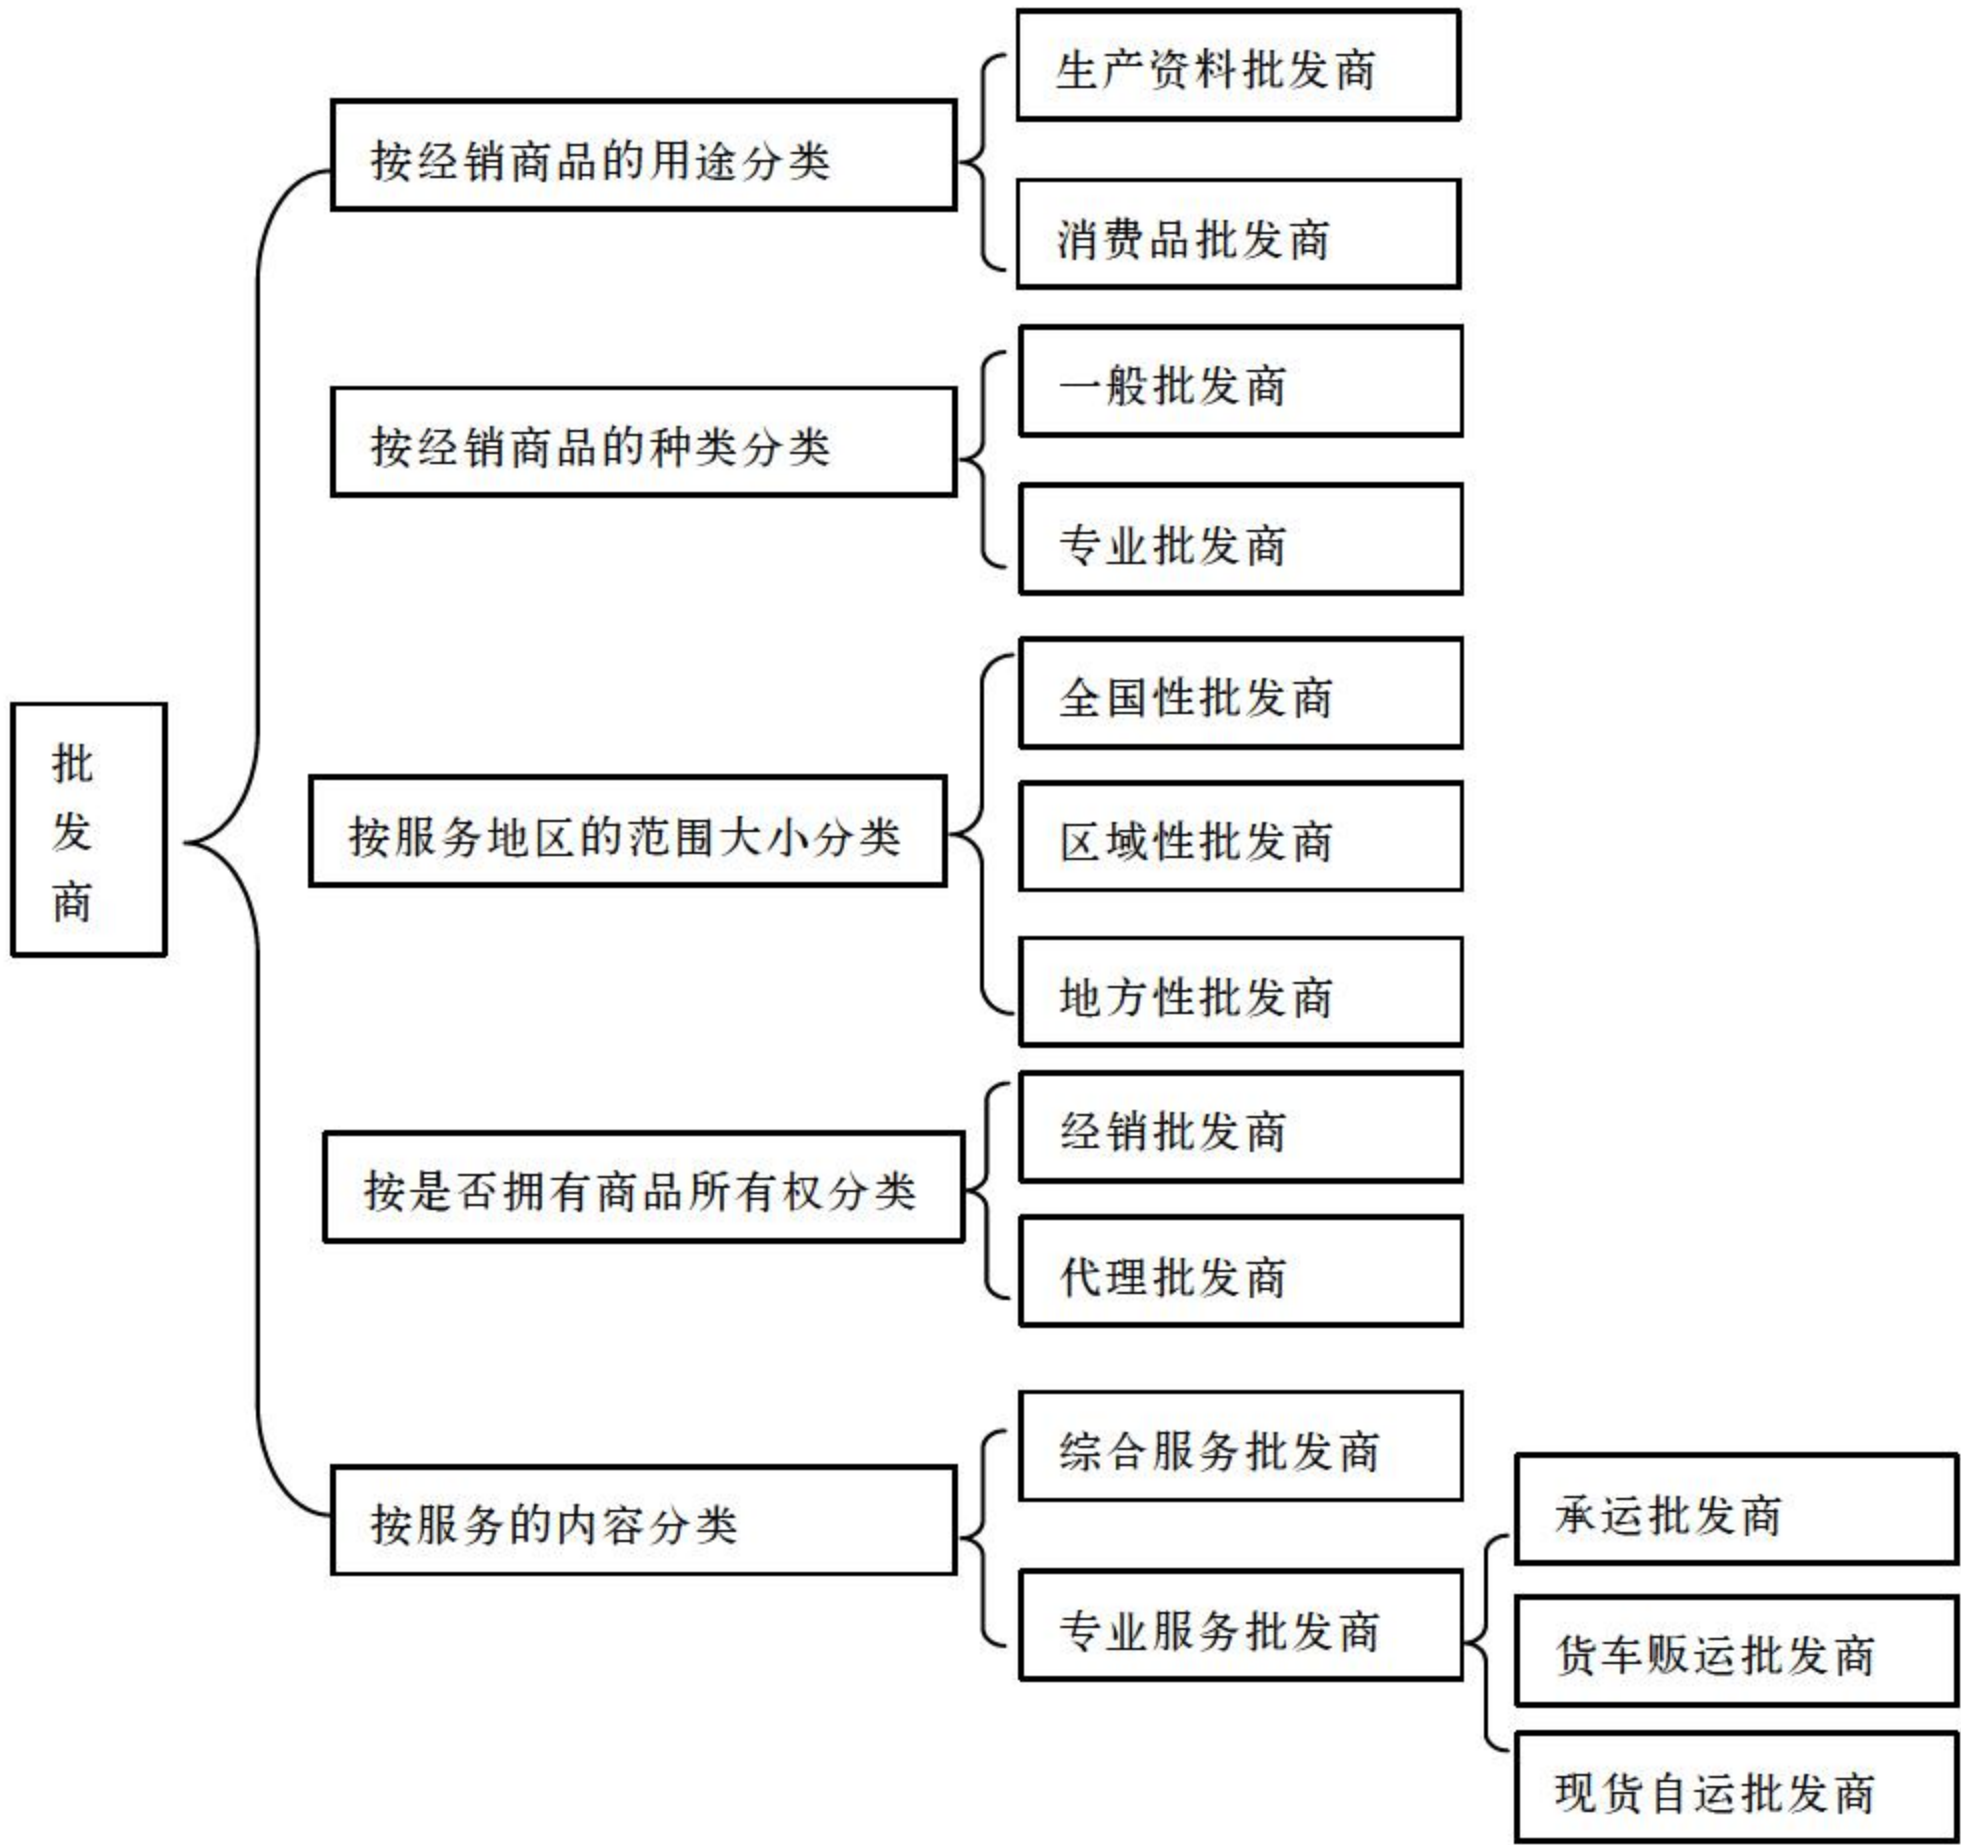 批
发
商
按经销商品的用途分类
生产资料批发商
消费品批发商
按经销商品的种类分类
一般批发商
专业批发商
按服务地区的范围大小分类
全国性批发商
区域性批发商
地方性批发商
按是否拥有商品所有权分类
经销批发商
代理批发商
按服务的内容分类
综合服务批发商
专业服务批发商
承运批发商
货车贩运批发商
现货自运批发商